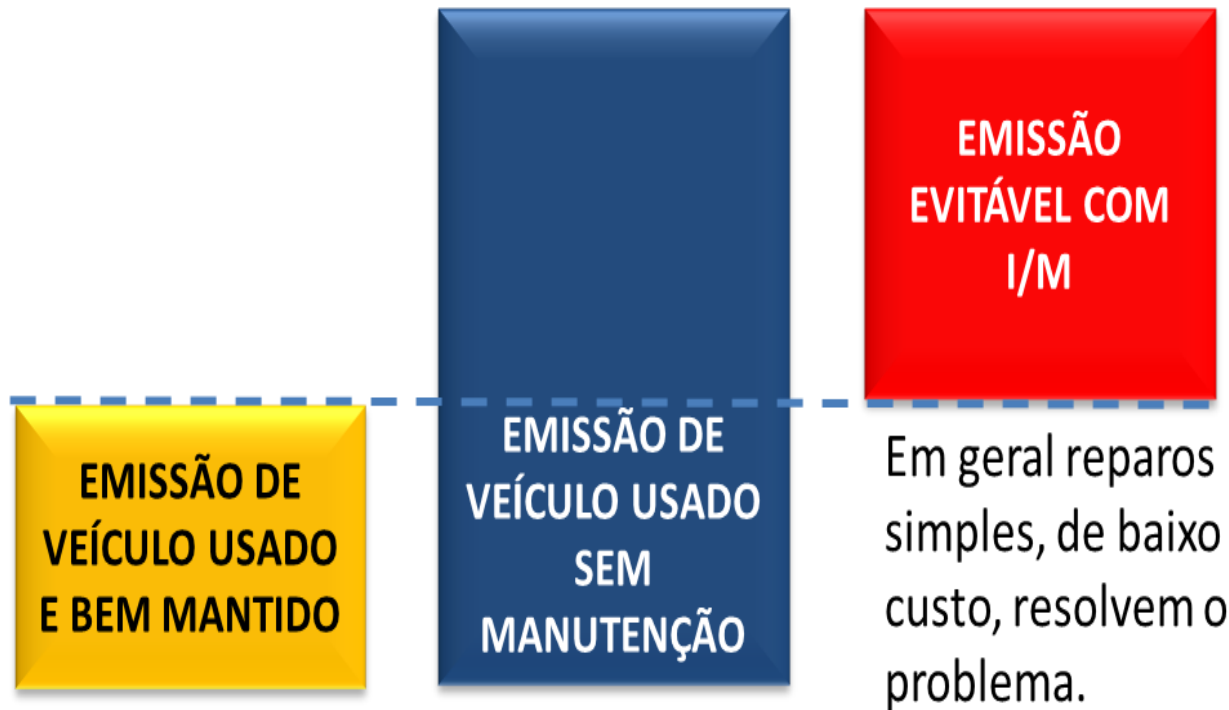 EMISSÃO DE
VEÍCULO USADO
E BEM MANTIDO
EMISSÃO DE
VEÍCULO USADO
SEM
MANUTENÇÃO
EMISSÃO
EVITÁVEL COM
I/M
Em geral reparos
simples, de baixo
custo, resolvem o
problema.